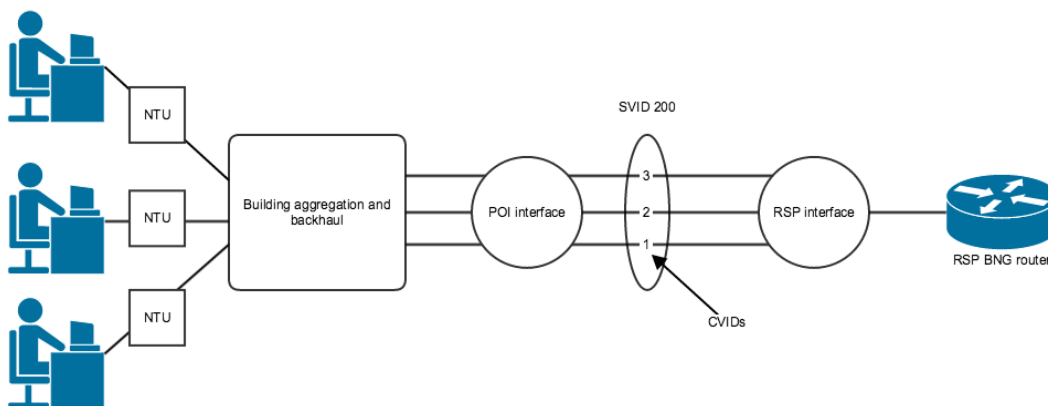 NTU
NTU
NTU
Building aggregation and
backhaul
POI interface
SVID 200
3
2
1
CVIDs
RSP interface
RSP BNG router